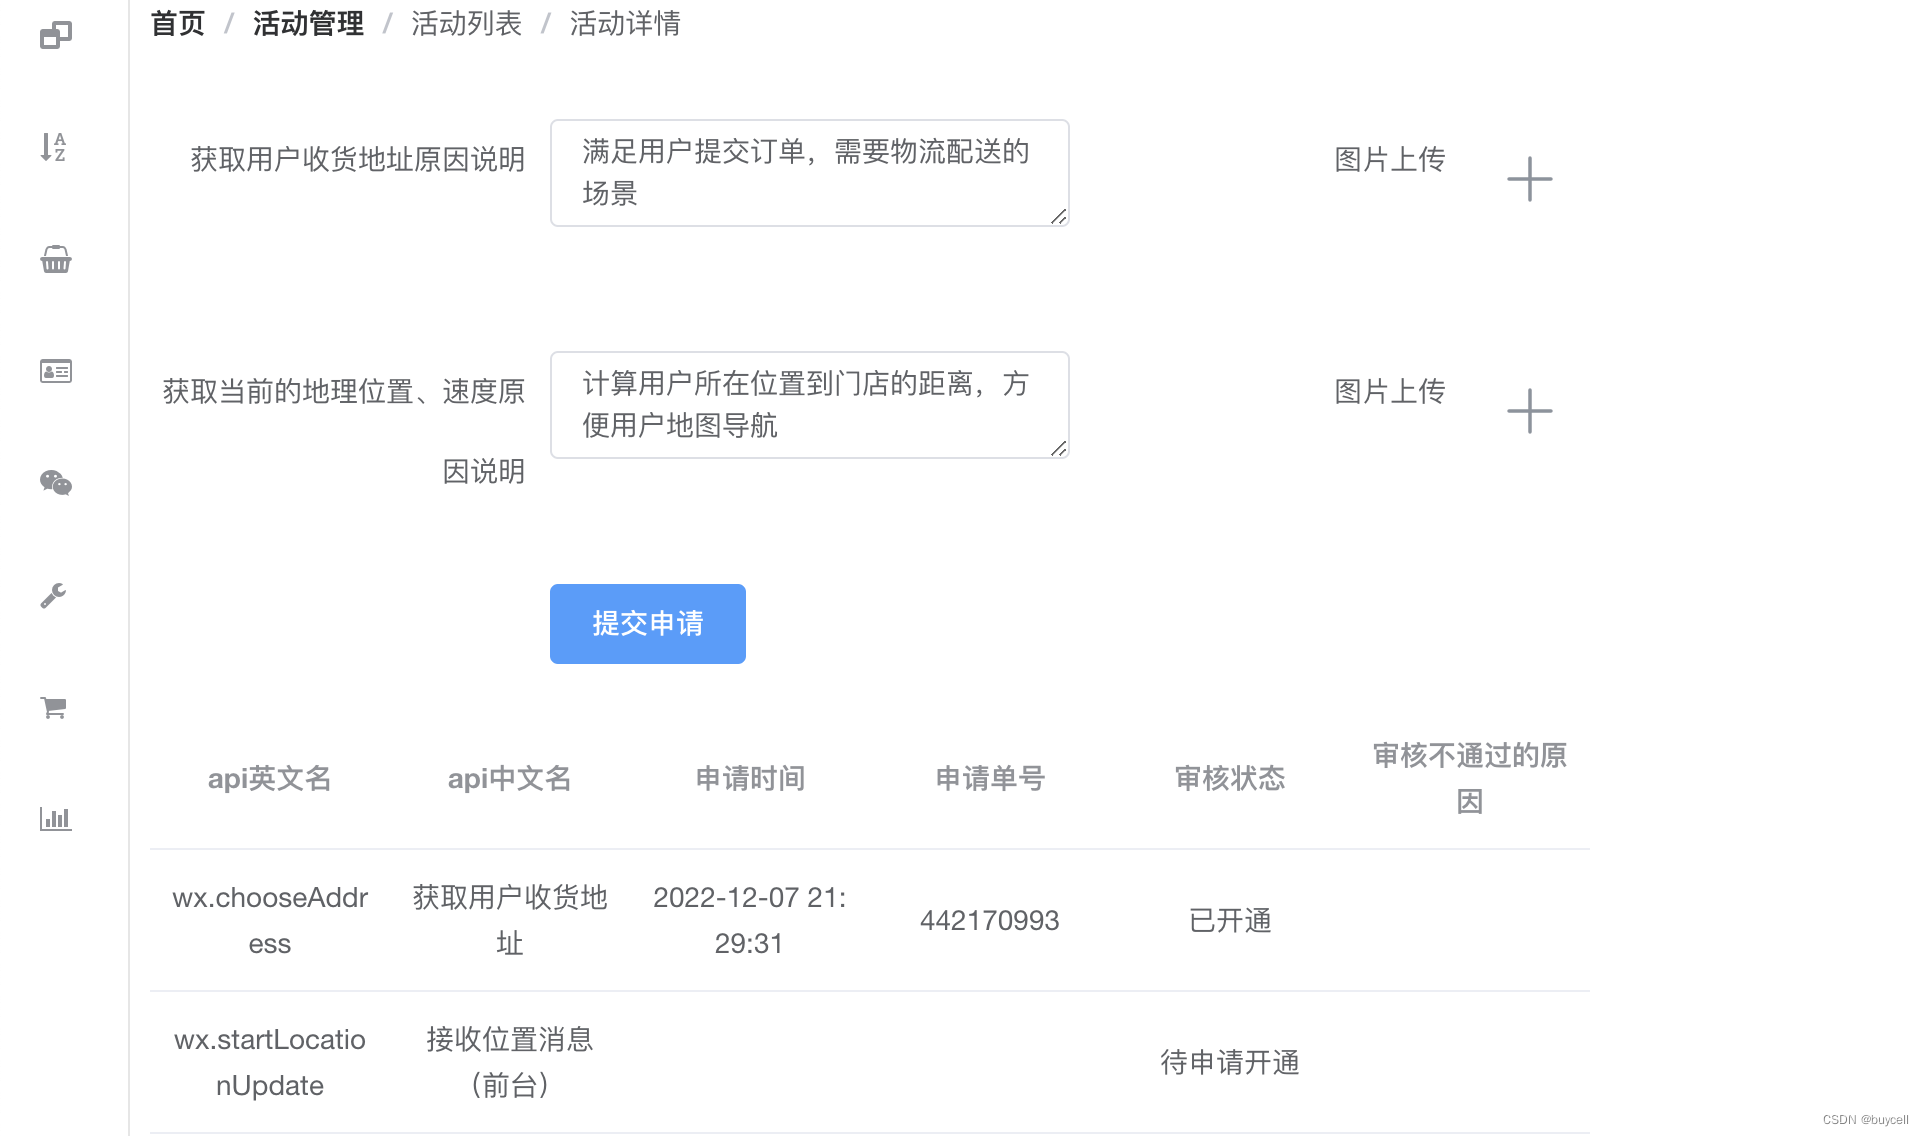 首页 / 活动管理 / 活动列表 / 活动详情
获取用户收货地址原因说明
满足用户提交订单，需要物流配送的
场景
图片上传
获取当前的地理位置、速度原
因说明
计算用户所在位置到门店的距离，方
便用户地图导航
图片上传
提交申请
api英文名 api中文名 申请时间 申请单号 审核状态 审核不通过的原
因
wx.chooseAddr 获取用户收货地 2022-12-07 21: 442170993 已开通
ess 址 29:31
wx.startLocatio 接收位置消息 待申请开通
nUpdate （前台）
CSDN @buycell